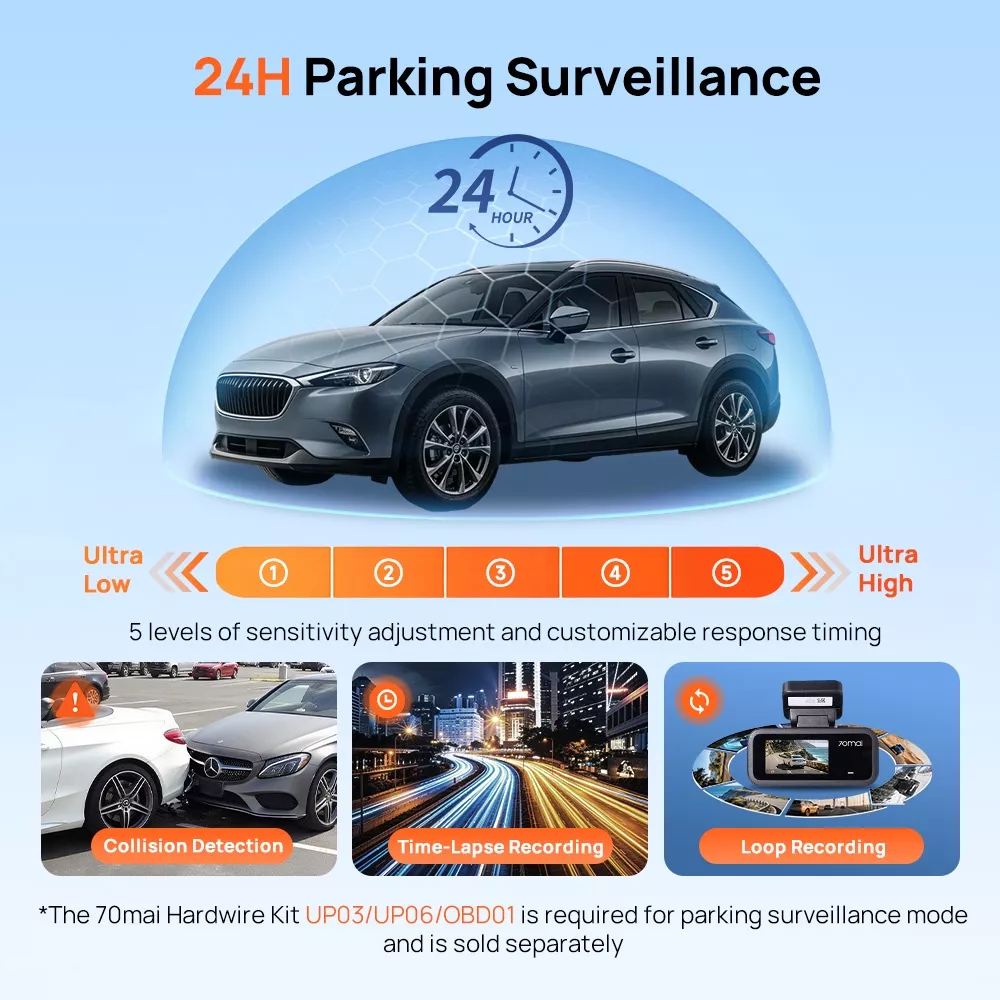 24H Parking Surveillance
24
HOUR
Ultra
Low
1
2
3
4
5
Ultra
High
5 levels of sensitivity adjustment and customizable response timing
!
70mai
Collision Detection
Time-Lapse Recording
Loop Recording
*The 70mai Hardwire Kit UP03/UP06/OBD01 is required for parking surveillance mode
and is sold separately